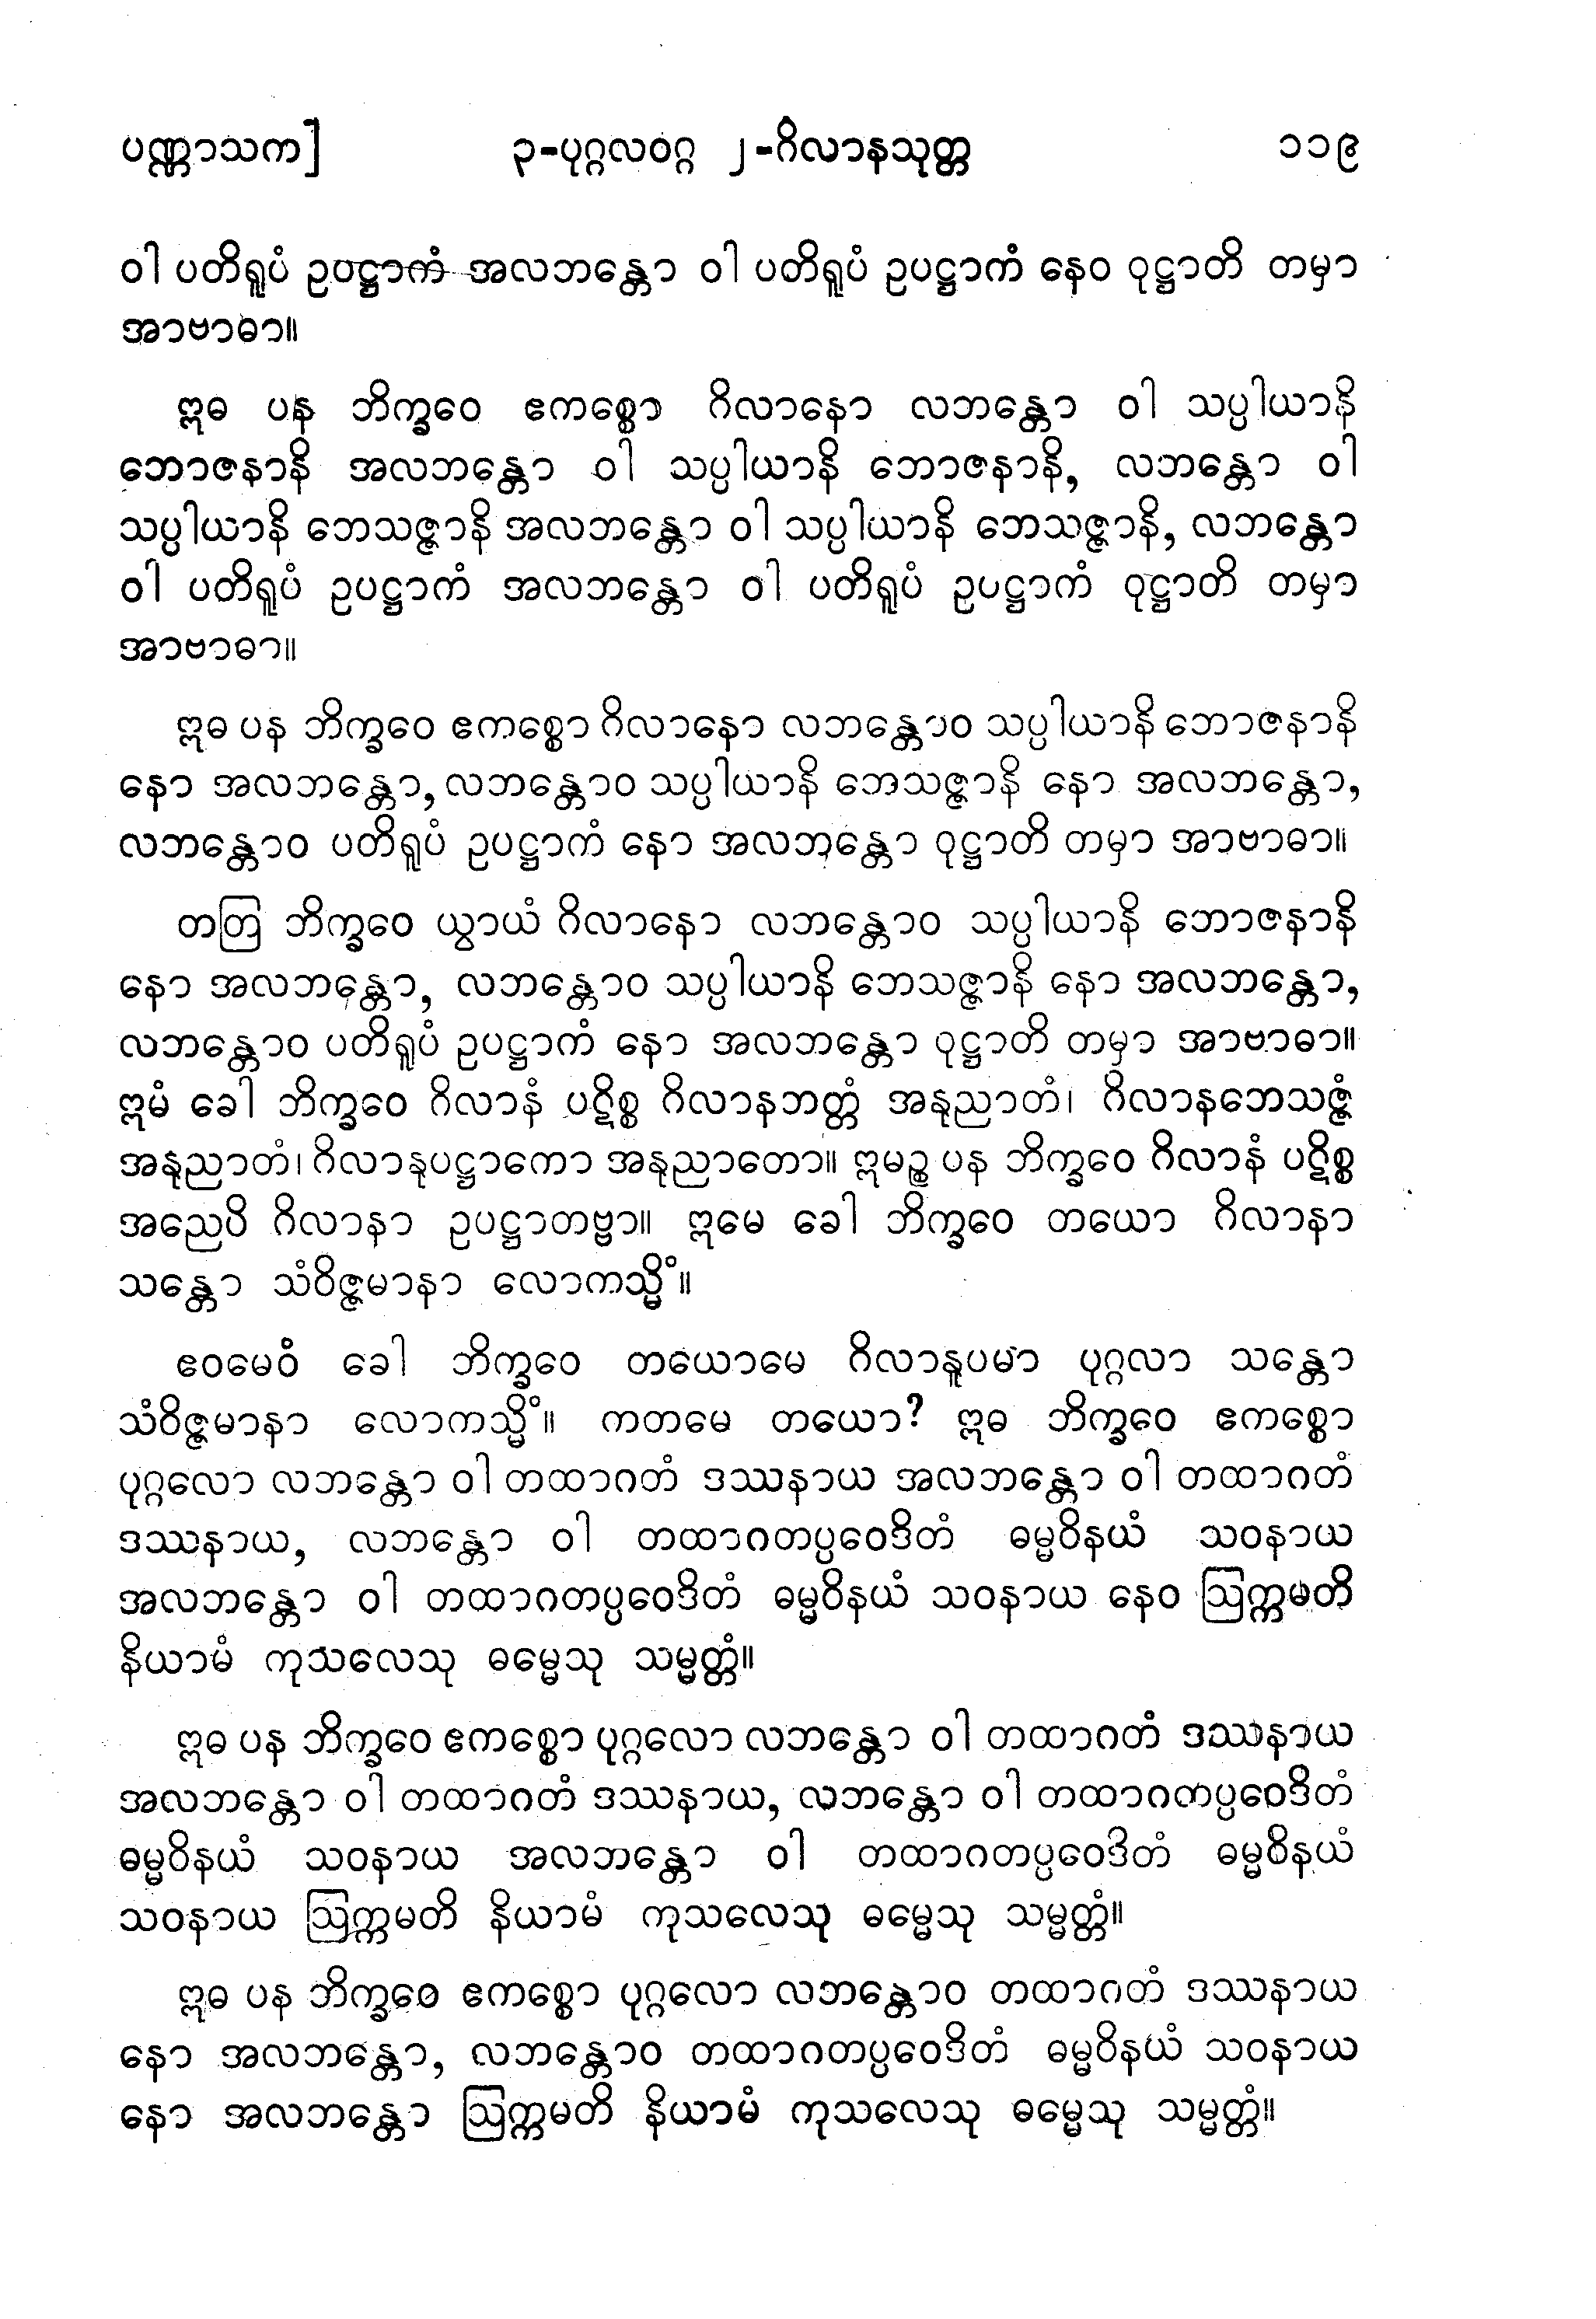 ပဏ္ဏာသက] ၃-ပုဂ္ဂလဝဂ္ဂ ၂-ဂိလာနသုတ္တ ၁၁၉
ဝါ ပတိရူပံ ဥပဋ္ဌာကံ အလဘန္တော ဝါ ပတိရူပံ ဥပဋ္ဌာကံ နေဝ ဝုဋ္ဌာတိ တမှာ
အာဗာဓာ။
ဣဓ ပန ဘိက္ခဝေ ဧကစ္စော ဂိလာနော လဘန္တော ဝါ သပ္ပါယာနိ
ဘောဇနာနိ အလဘန္တော ဝါ သပ္ပါယာနိ ဘောဇနာနိ, လဘန္တော ဝါ
သပ္ပါယာနိ ဘေသဇ္ဇာနိ အလဘန္တော ဝါ သပ္ပါယာနိ ဘေသဇ္ဇာနိ, လဘန္တော
ဝါ ပတိရူပံ ဥပဋ္ဌာကံ အလဘန္တော ဝါ ပတိရူပံ ဥပဋ္ဌာကံ ဝုဋ္ဌာတိ တမှာ
အာဗာဓာ။
ဣဓ ပန ဘိက္ခဝေ ဧကစ္စော ဂိလာနော လဘန္တောဝ သပ္ပါယာနိ ဘောဇနာနိ
နော အလဘန္တော, လဘန္တောဝ သပ္ပါယာနိ ဘေသဇ္ဇာနိ နော အလဘန္တော,
လဘန္တောဝ ပတိရူပံ ဥပဋ္ဌာကံ နော အလဘန္တော ဝုဋ္ဌာတိ တမှာ အာဗာဓာ။
တတြ ဘိက္ခဝေ ယွာယံ ဂိလာနော လဘန္တောဝ သပ္ပါယာနိ ဘောဇနာနိ
နော အလဘန္တော, လဘန္တောဝ သပ္ပါယာနိ ဘေသဇ္ဇာနိ နော အလဘန္တော,
လဘန္တောဝ ပတိရူပံ ဥပဋ္ဌာကံ နော အလဘန္တော ဝုဋ္ဌာတိ တမှာ အာဗာဓာ။
ဣမံ ခေါ ဘိက္ခဝေ ဂိလာနံ ပဋိစ္စ ဂိလာနဘတ္တံ အနုညာတံ၊ ဂိလာနဘေသဇ္ဇံ
အနုညာတံ၊ ဂိလာနုပဋ္ဌာကော အနုညာတော။ ဣမဉ္စ ပန ဘိက္ခဝေ ဂိလာနံ ပဋိစ္စ
အညေပိ ဂိလာနာ ဥပဋ္ဌာတဗ္ဗာ။ ဣမေ ခေါ ဘိက္ခဝေ တယော ဂိလာနာ
သန္တော သံဝိဇ္ဇမာနာ လောကသ္မိံ။
ဧဝမေဝံ ခေါ ဘိက္ခဝေ တယောမေ ဂိလာနူပမာ ပုဂ္ဂလာ သန္တော
သံဝိဇ္ဇမာနာ လောကသ္မိံ။ ကတမေ တယော? ဣဓ ဘိက္ခဝေ ဧကစ္စော
ပုဂ္ဂလော လဘန္တော ဝါ တထာဂတံ ဒဿနာယ အလဘန္တော ဝါ တထာဂတံ
ဒဿနာယ, လဘန္တော ဝါ တထာဂတပ္ပဝေဒိတံ ဓမ္မဝိနယံ သဝနာယ
အလဘန္တော ဝါ တထာဂတပ္ပဝေဒိတံ ဓမ္မဝိနယံ သဝနာယ နေဝ ဩက္ကမတိ
နိယာမံ ကုသလေသု ဓမ္မေသု သမ္မတ္တံ။
ဣဓ ပန ဘိက္ခဝေ ဧကစ္စော ပုဂ္ဂလော လဘန္တော ဝါ တထာဂတံ ဒဿနာယ
အလဘန္တော ဝါ တထာဂတံ ဒဿနာယ, လဘန္တော ဝါ တထာဂတပ္ပဝေဒိတံ
ဓမ္မဝိနယံ သဝနာယ အလဘန္တော ဝါ တထာဂတပ္ပဝေဒိတံ ဓမ္မဝိနယံ
သဝနာယ ဩက္ကမတိ နိယာမံ ကုသလေသု ဓမ္မေသု သမ္မတ္တံ။
ဣဓ ပန ဘိက္ခဝေ ဧကစ္စော ပုဂ္ဂလော လဘန္တောဝ တထာဂတံ ဒဿနာယ
နော အလဘန္တော, လဘန္တောဝ တထာဂတပ္ပဝေဒိတံ ဓမ္မဝိနယံ သဝနာယ
နော အလဘန္တော ဩက္ကမတိ နိယာမံ ကုသလေသု ဓမ္မေသု သမ္မတ္တံ။